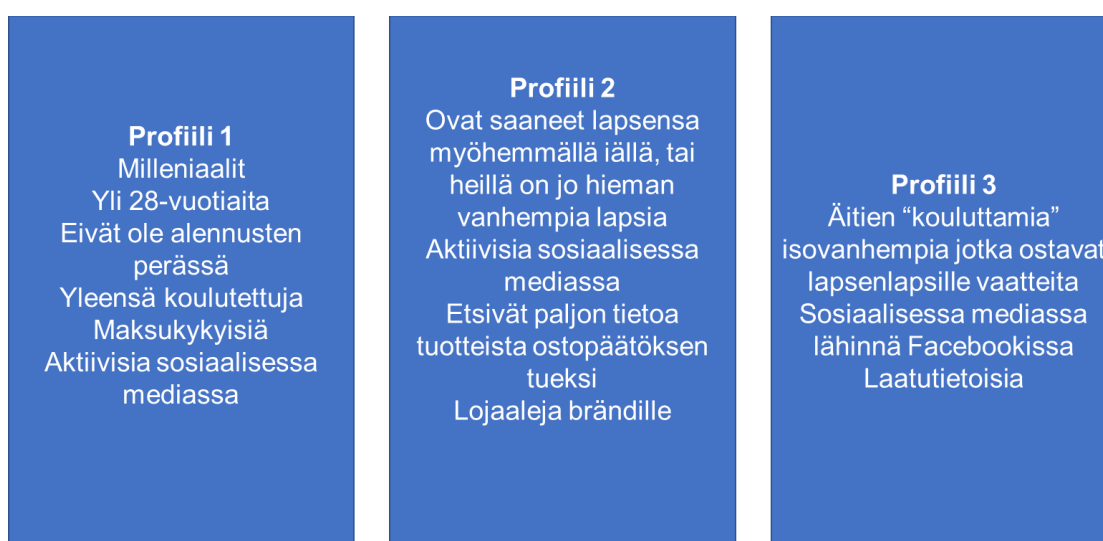 Profiili 1
Milleniaalit
Yli 28-vuotiaita
Eivät ole alennusten
perässä
Yleensä koulutettuja
Maksukykyisiä
Aktiivisia sosiaalisessa
mediassa
Profiili 2
Ovat saaneet lapsensa
myöhemmällä iällä, tai
heillä on jo hieman
vanhempia lapsia
Aktiivisia sosiaalisessa
mediassa
Etsivät paljon tietoa
tuotteista ostopäätöksen
tueksi
Lojaaleja brändille
Profiili 3
Äitien “kouluttamia”
isovanhempia jotka ostavat
lapsenlapsille vaatteita
Sosiaalisessa mediassa
lähinnä Facebookissa
Laatutietoisia